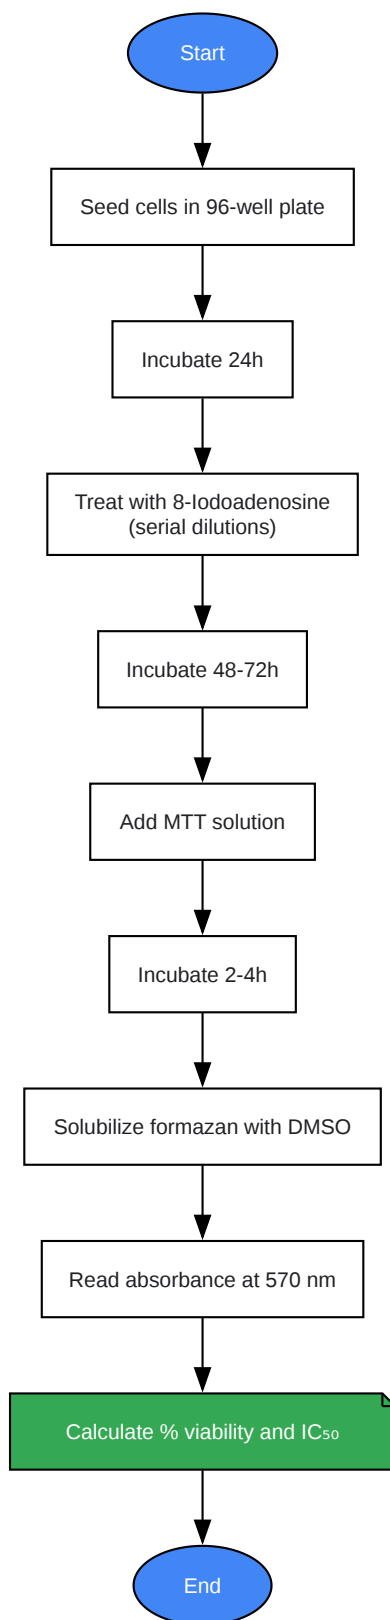 Start
Seed cells in 96-well plate
Incubate 24h
Treat with 8-Iodoadenosine
(serial dilutions)
Incubate 48-72h
Add MTT solution
Incubate 2-4h
Solubilize formazan with DMSO
Read absorbance at 570 nm
Calculate % viability and IC₅₀
End